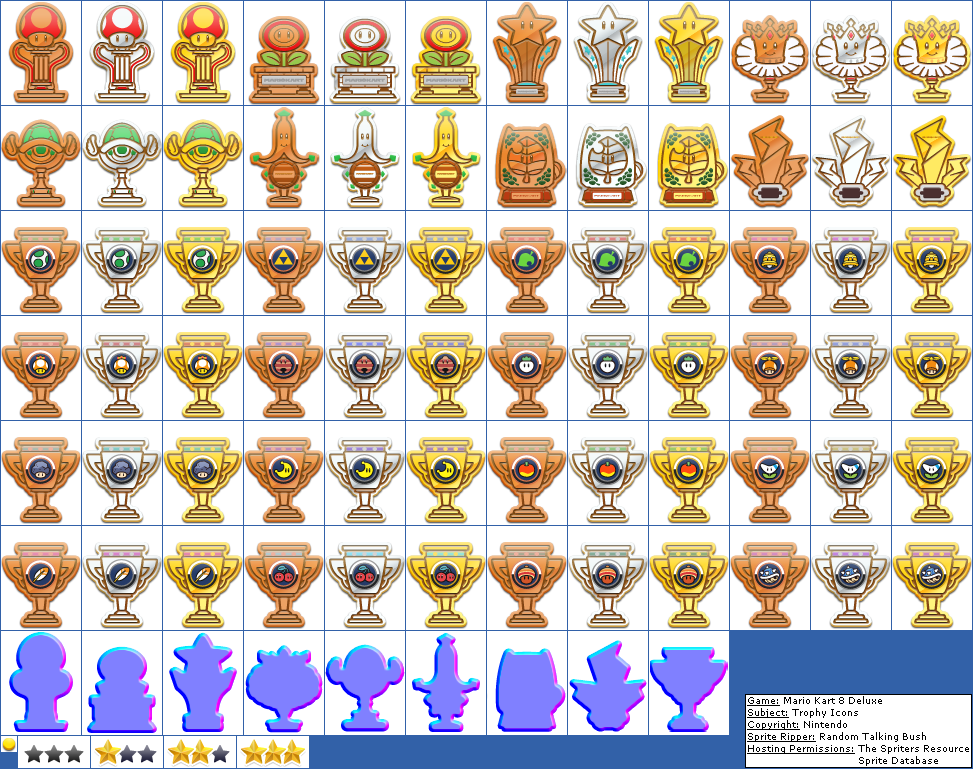 Game: Mario Kart 8 Deluxe
Subject: Trophy Icons
Copyright: Nintendo
Sprite Ripper: Random Talking Bush
Hosting Permissions: The Spriters Resource
Sprite Database